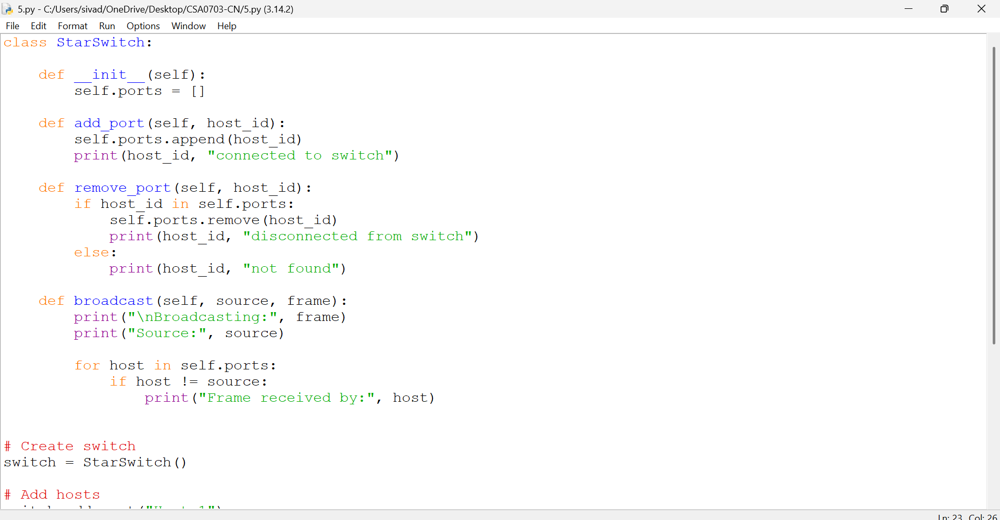 5.py - C:/Users/sivad/OneDrive/Desktop/CSA0703-CN/5.py (3.14.2)
File Edit Format Run Options Window Help
class StarSwitch:
    def __init__(self):
        self.ports = []
    def add_port(self, host_id):
        self.ports.append(host_id)
        print(host_id, "connected to switch")
    def remove_port(self, host_id):
        if host_id in self.ports:
            self.ports.remove(host_id)
            print(host_id, "disconnected from switch")
        else:
            print(host_id, "not found")
    def broadcast(self, source, frame):
        print("\nBroadcasting:", frame)
        print("Source:", source)
        for host in self.ports:
            if host != source:
                print("Frame received by:", host)
# Create switch
switch = StarSwitch()
# Add hosts
Ln: 23 Col: 26